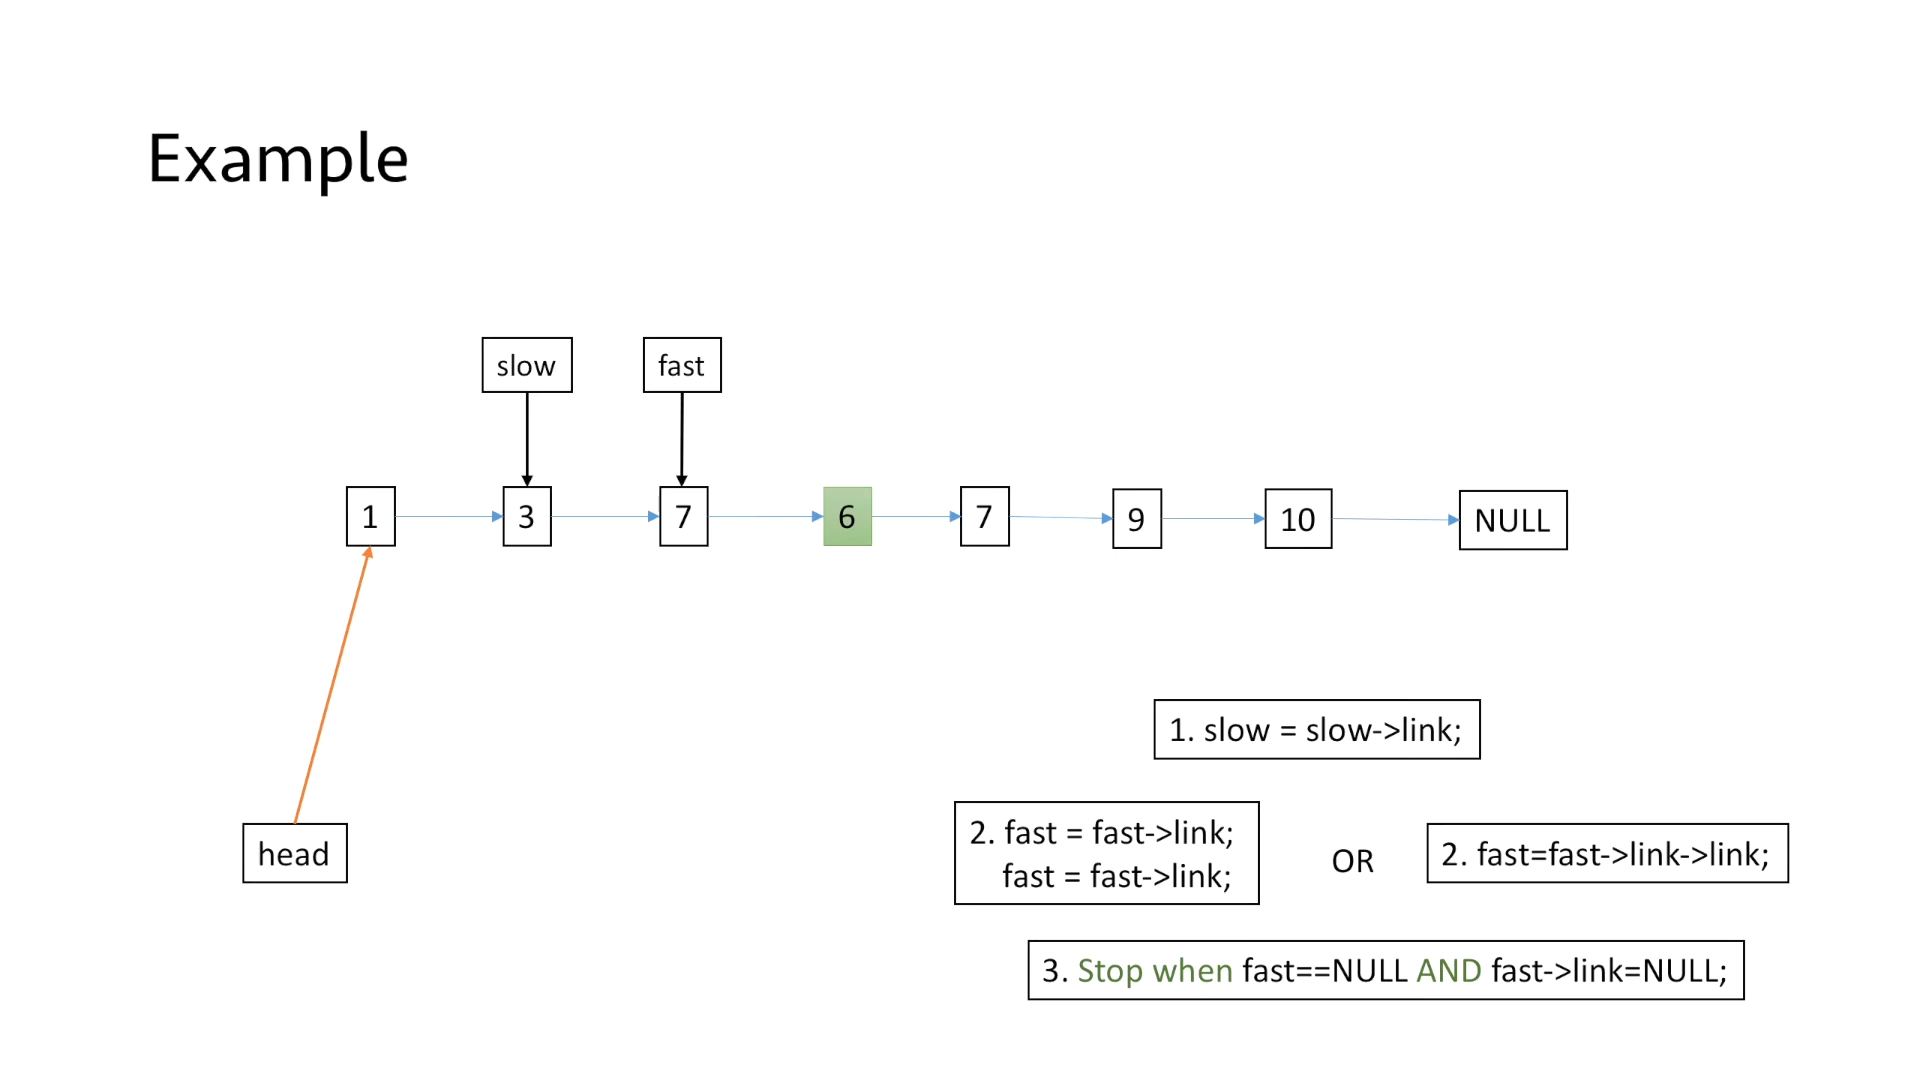 Example
slow
fast
1
3
7
6
7
9
10
NULL
1. slow = slow->link;
head
2. fast = fast->link;
fast = fast->link;
OR
2. fast=fast->link->link;
3. Stop when fast==NULL AND fast->link=NULL;